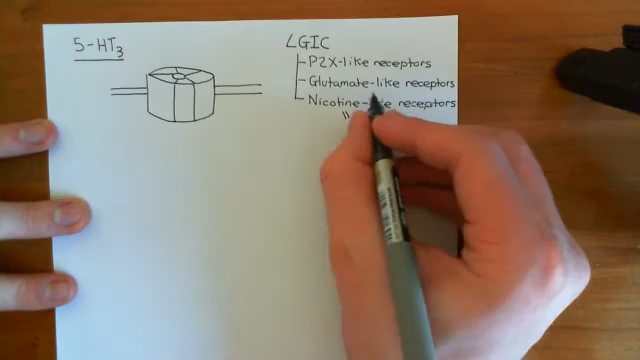 5-HT3
LGIC
P2X-like receptors
Glutamate-like receptors
Nicotine-like receptors
"